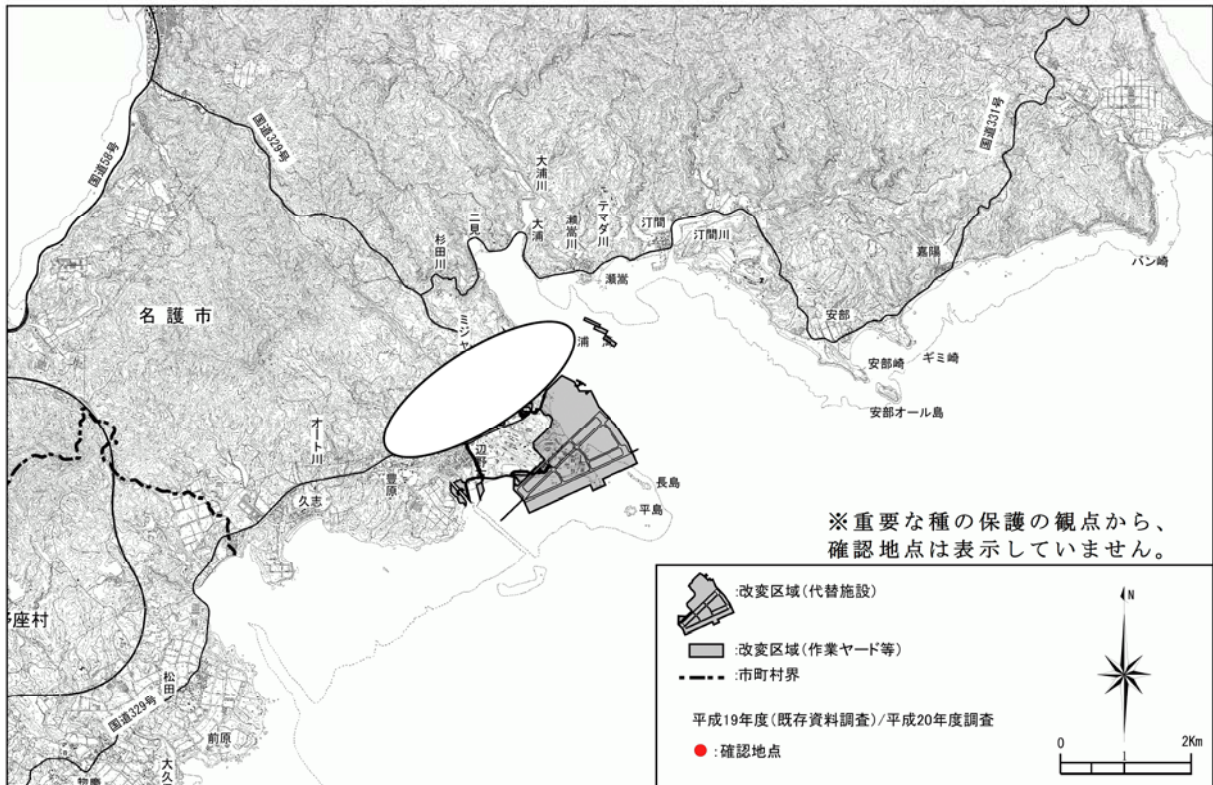 国道58号
国道329号
国道331号
名護市
杉田川
二見
大浦
大浦川
瀬嵩川
テマダ川
汀間
汀間川
瀬嵩
嘉陽
バン崎
安部
安部崎
ギミ崎
安部オール島
ミジャ
浦
オート川
久志
豊原
辺野
長島
平島
座村
松田
国道329号
前原
惣慶
大久
※重要な種の保護の観点から、
確認地点は表示していません。
:改変区域(代替施設)
:改変区域(作業ヤード等)
:市町村界
平成19年度(既存資料調査)/平成20年度調査
:確認地点
N
0 1 2Km